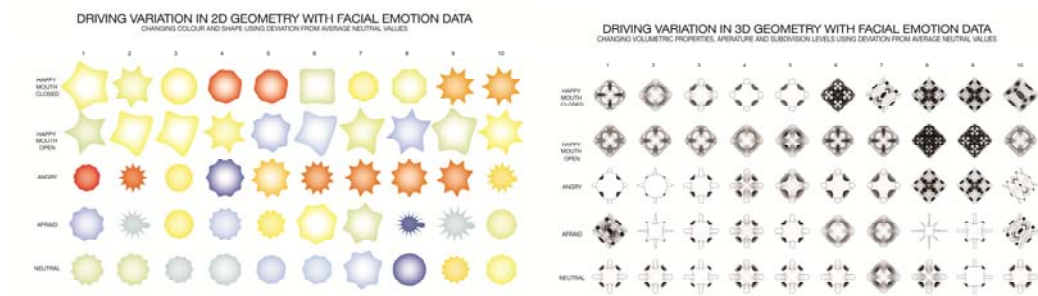 DRIVING VARIATION IN 2D GEOMETRY WITH FACIAL EMOTION DATA
CHANGING COLOUR AND SHAPE USING DEVIATION FROM AVERAGE NEUTRAL VALUES
1 2 3 4 5 6 7 8 9 10
HAPPY
MOUTH
CLOSED
HAPPY
MOUTH
OPEN
ANGRY
AFRAID
NEUTRAL
DRIVING VARIATION IN 3D GEOMETRY WITH FACIAL EMOTION DATA
CHANGING VOLUMETRIC PROPERTIES, APERATURE AND SUBDIVISION LEVELS USING DEVIATION FROM AVERAGE NEUTRAL VALUES
1 2 3 4 5 6 7 8 9 10
HAPPY
MOUTH
CLOSED
HAPPY
MOUTH
OPEN
ANGRY
AFRAID
NEUTRAL